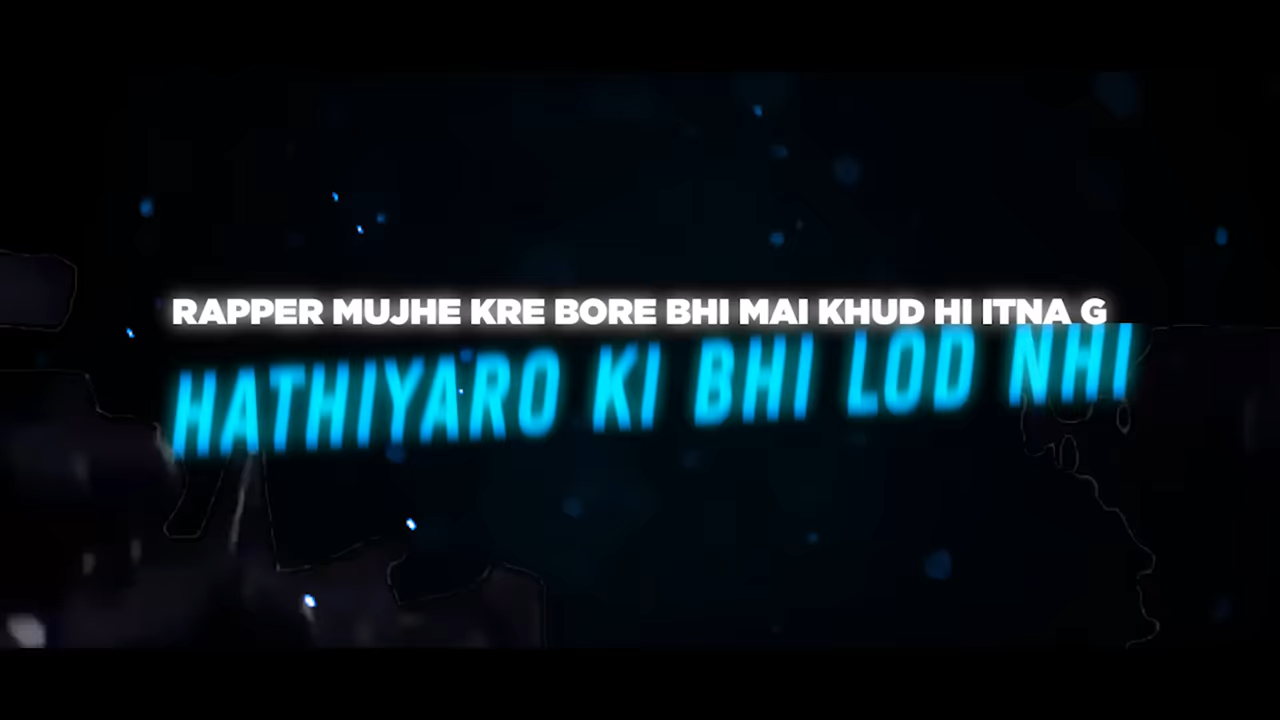 RAPPER MUJHE KRE BORE BHI MAI KHUD HI ITNA G
HATHIYARO KI BHI LOD NHI